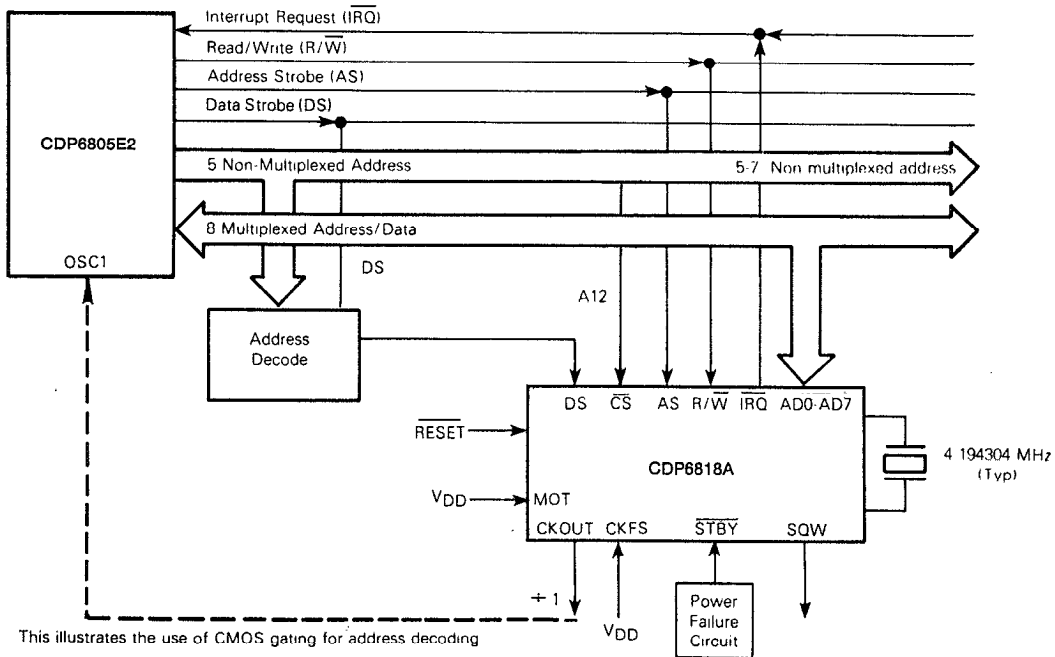 Interrupt Request (IRQ)
Read/Write (R/W)
Address Strobe (AS)
Data Strobe (DS)
CDP6805E2
5 Non-Multiplexed Address
5-7 Non multiplexed address
8 Multiplexed Address/Data
OSC1
DS
A12
Address
Decode
DS CS AS R/W IRQ AD0-AD7
RESET
CDP6818A
4 194304 MHz
(Typ)
VDD
MOT
CKOUT CKFS STBY SQW
÷ 1
VDD
Power
Failure
Circuit
This illustrates the use of CMOS gating for address decoding